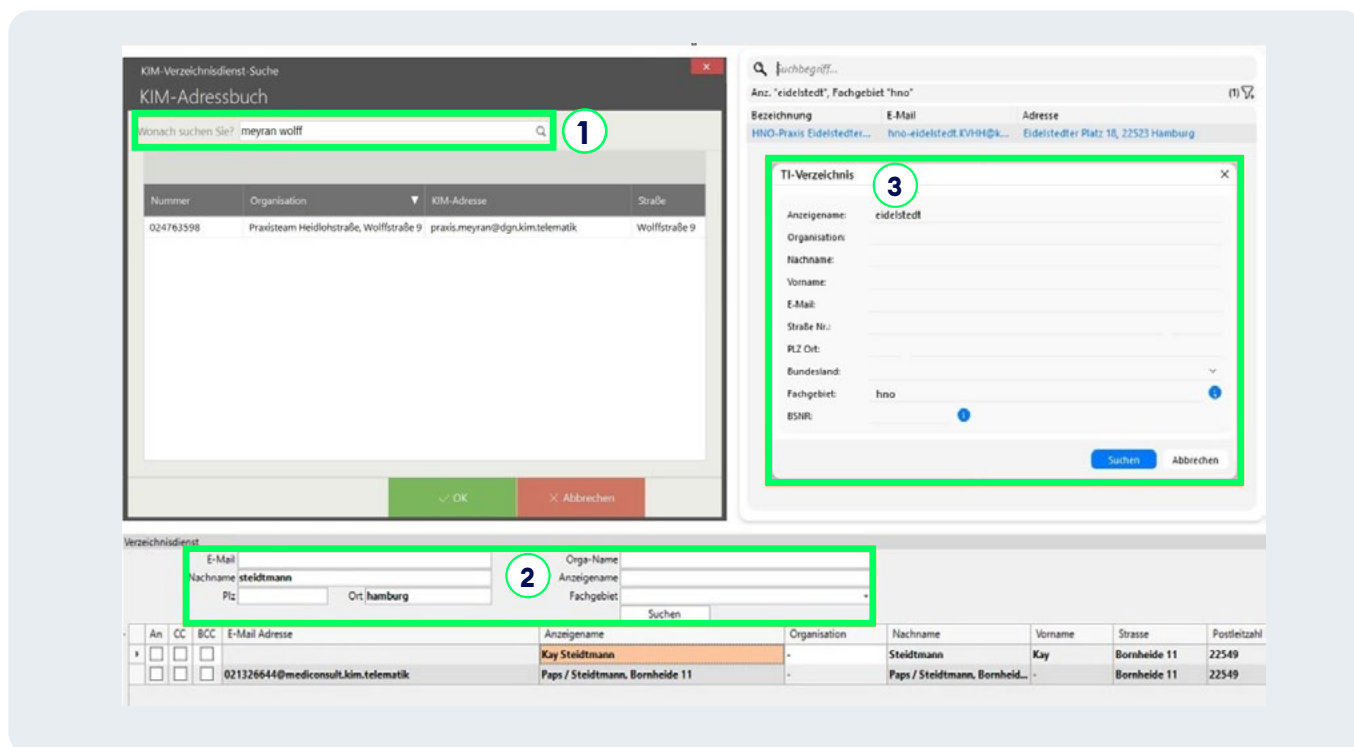 KIM-Verzeichnisdienst-Suche
KIM-Adressbuch
Wonach suchen Sie? meyran wolff
1
Nummer Organisation KIM-Adresse Straße
024763598 Praxisteam Heidlohstraße, Wolffstraße 9 praxis.meyran@dgn.kim.telematik Wolffstraße 9
OK Abbrechen
Suchbegriff...
Anz. "eidelstedt", Fachgebiet "hno" (1)
Bezeichnung E-Mail Adresse
HNO-Praxis Eidelstedter... hno-eidelstedt.KVHH@k... Eidelstedter Platz 18, 22523 Hamburg
TI-Verzeichnis
3
Anzeigename: eidelstedt
Organisation:
Nachname:
Vorname:
E-Mail:
Straße Nr.:
PLZ Ort:
Bundesland:
Fachgebiet: hno
BSNR:
Suchen Abbrechen
Verzeichnisdienst
E-Mail Orga-Name
Nachname steidtmann Anzeigename
2
Plz Ort hamburg Fachgebiet
Suchen
An CC BCC E-Mail Adresse Anzeigename Organisation Nachname Vorname Strasse Postleitzahl
Kay Steidtmann - Steidtmann Kay Bornheide 11 22549
021326644@mediconsult.kim.telematik Paps / Steidtmann, Bornheide 11 - Paps / Steidtmann, Bornheid... - Bornheide 11 22549